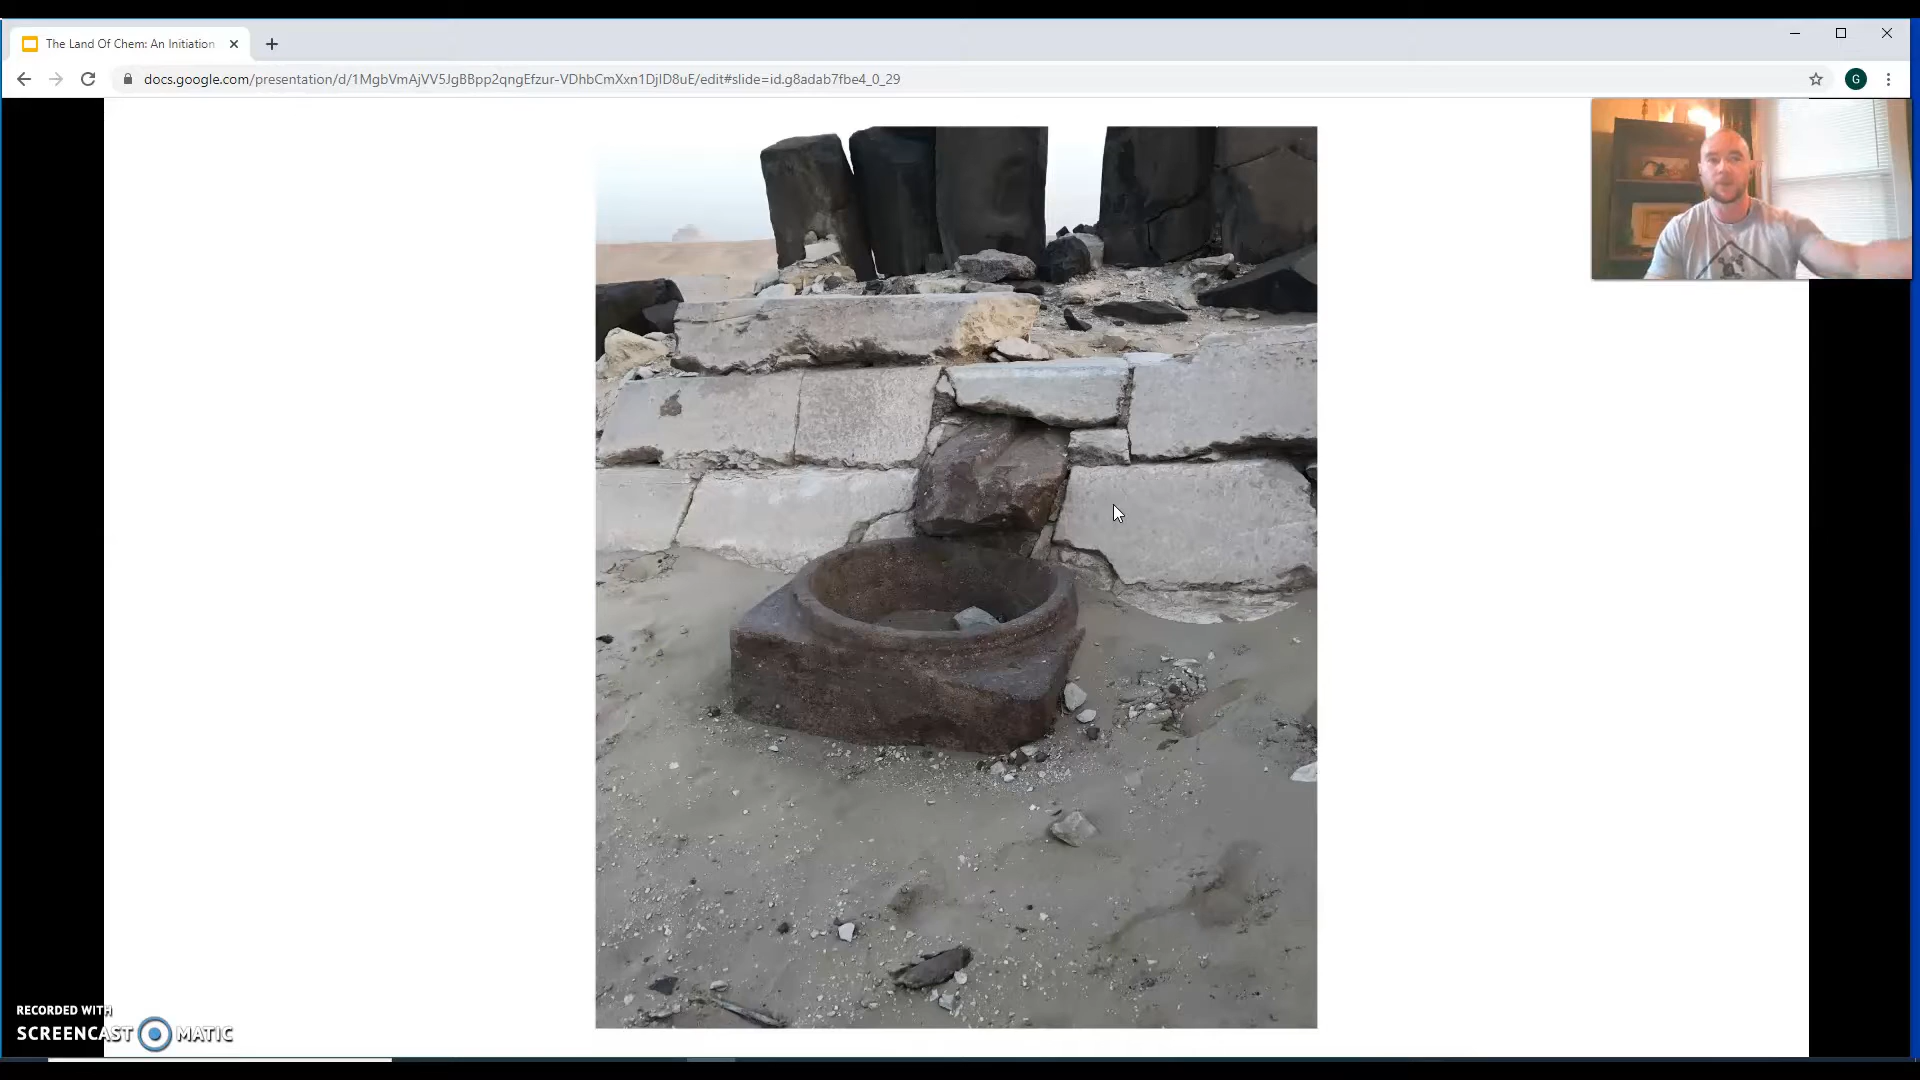 The Land Of Chem: An Initiation
docs.google.com/presentation/d/1MgbVmAjVV5JgBBpp2qngEfzur-VDhbCmXxn1DjlD8uE/edit#slide=id.g8adab7fbe4_0_29
G
RECORDED WITH
SCREENCAST MATIC